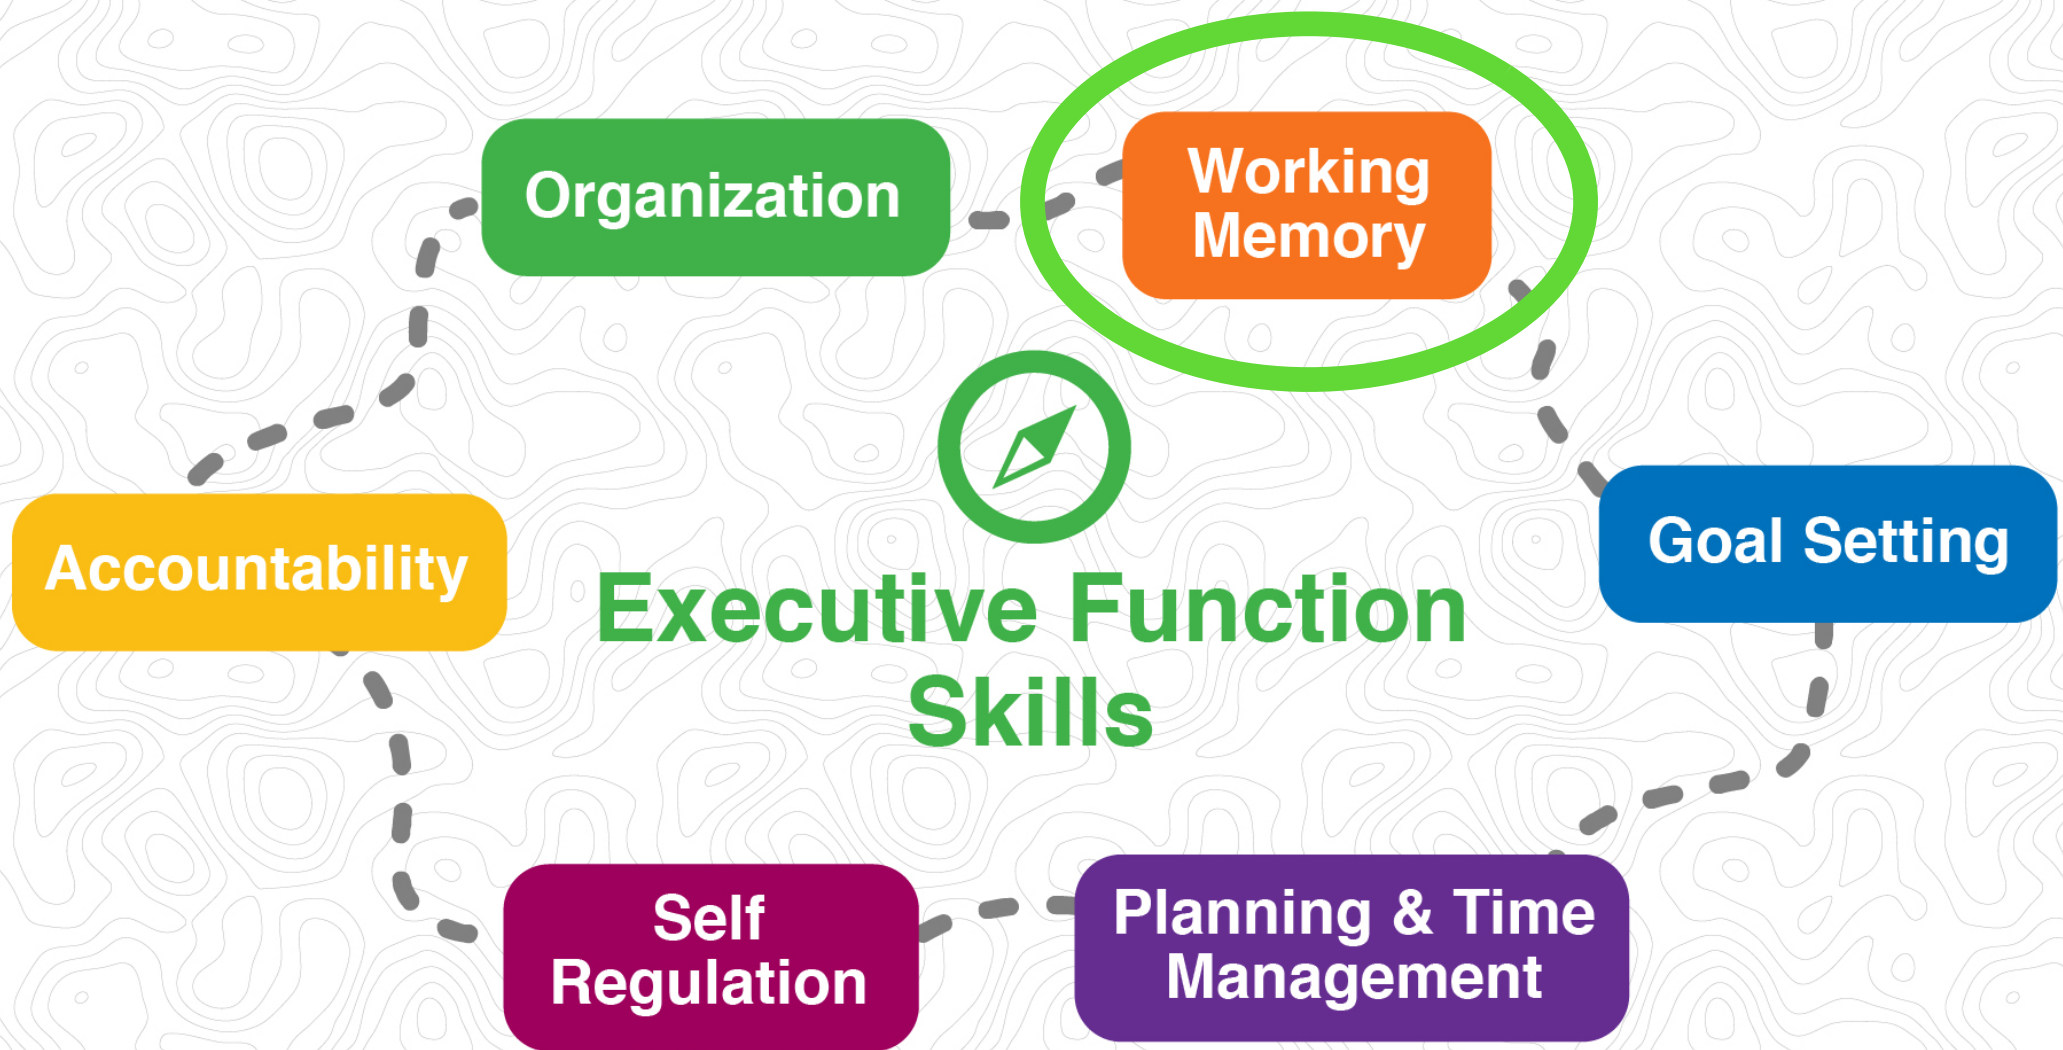 Organization
Working
Memory
Accountability
Goal Setting
Executive Function
Skills
Self
Regulation
Planning & Time
Management